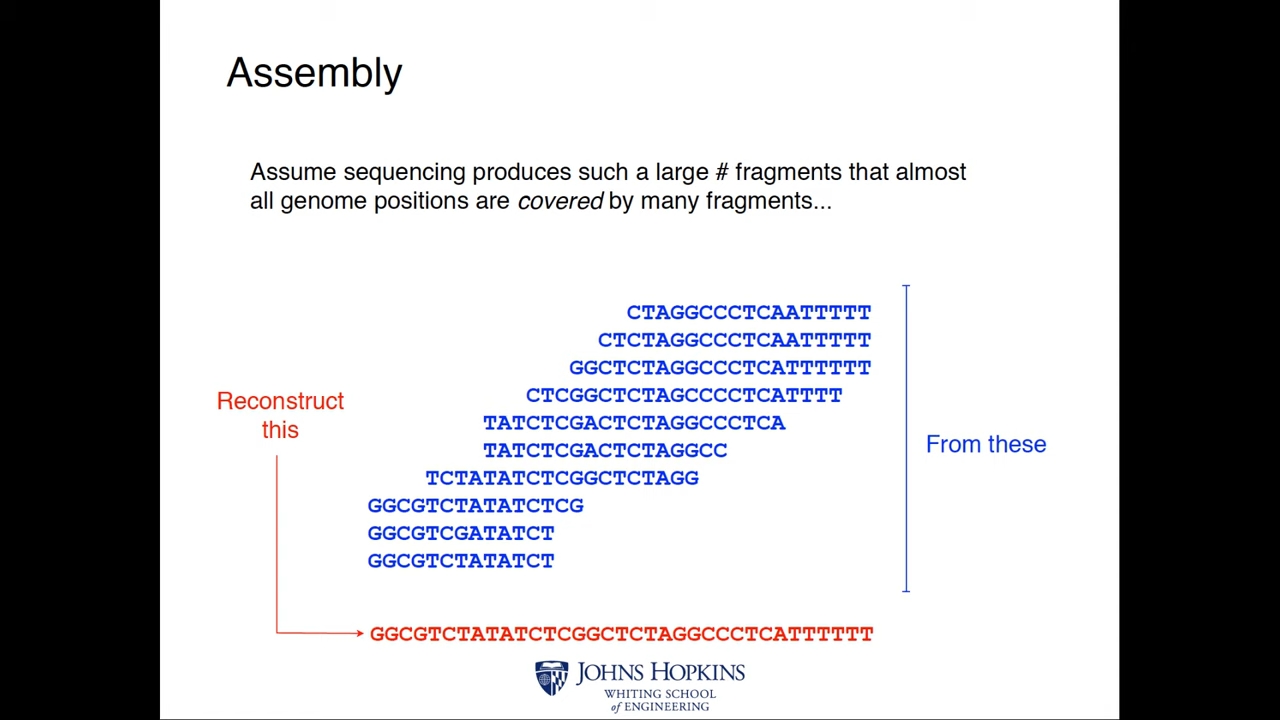 Assembly
Assume sequencing produces such a large # fragments that almost
all genome positions are covered by many fragments...
CTAGGCCCTCAATTTTT
CTCTAGGCCCTCAATTTTT
GGCTCTAGGCCCTCATTTTTT
CTCGGCTCTAGCCCCTCATTTT
TATCTCGACTCTAGGCCCTCA
TATCTCGACTCTAGGCC
TCTATATCTCGGCTCTAGG
GGCGTCTATATCTCG
GGCGTCGATATCT
GGCGTCTATATCT
Reconstruct
this
From these
GGCGTCTATATCTCGGCTCTAGGCCCTCATTTTTT
JOHNS HOPKINS
WHITING SCHOOL
of ENGINEERING